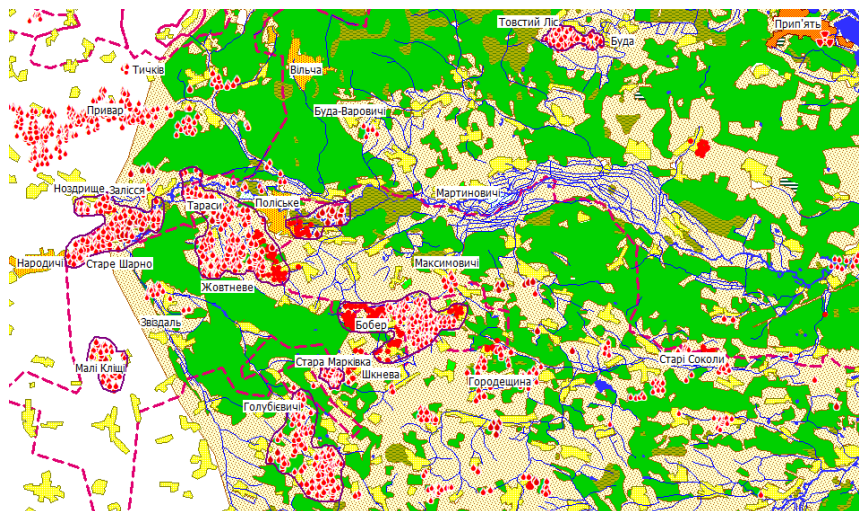 Товстий Ліс
Прип'ять
Буда
Тичків
Вільча
Привар
Буда-Варовичі
Ноздрище
Залісся
Мартиновичі
Тараси
Поліське
Народичі
Старе Шарно
Максимовичі
Жовтневе
Звіздаль
Бобер
Стара Марківка
Старі Соколи
Малі Кліщі
Шкнева
Городещина
Голубієвичі